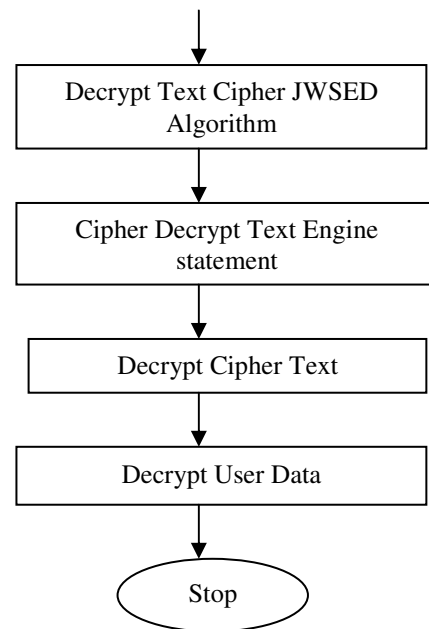 Decrypt Text Cipher JWSED
Algorithm
Cipher Decrypt Text Engine
statement
Decrypt Cipher Text
Decrypt User Data
Stop